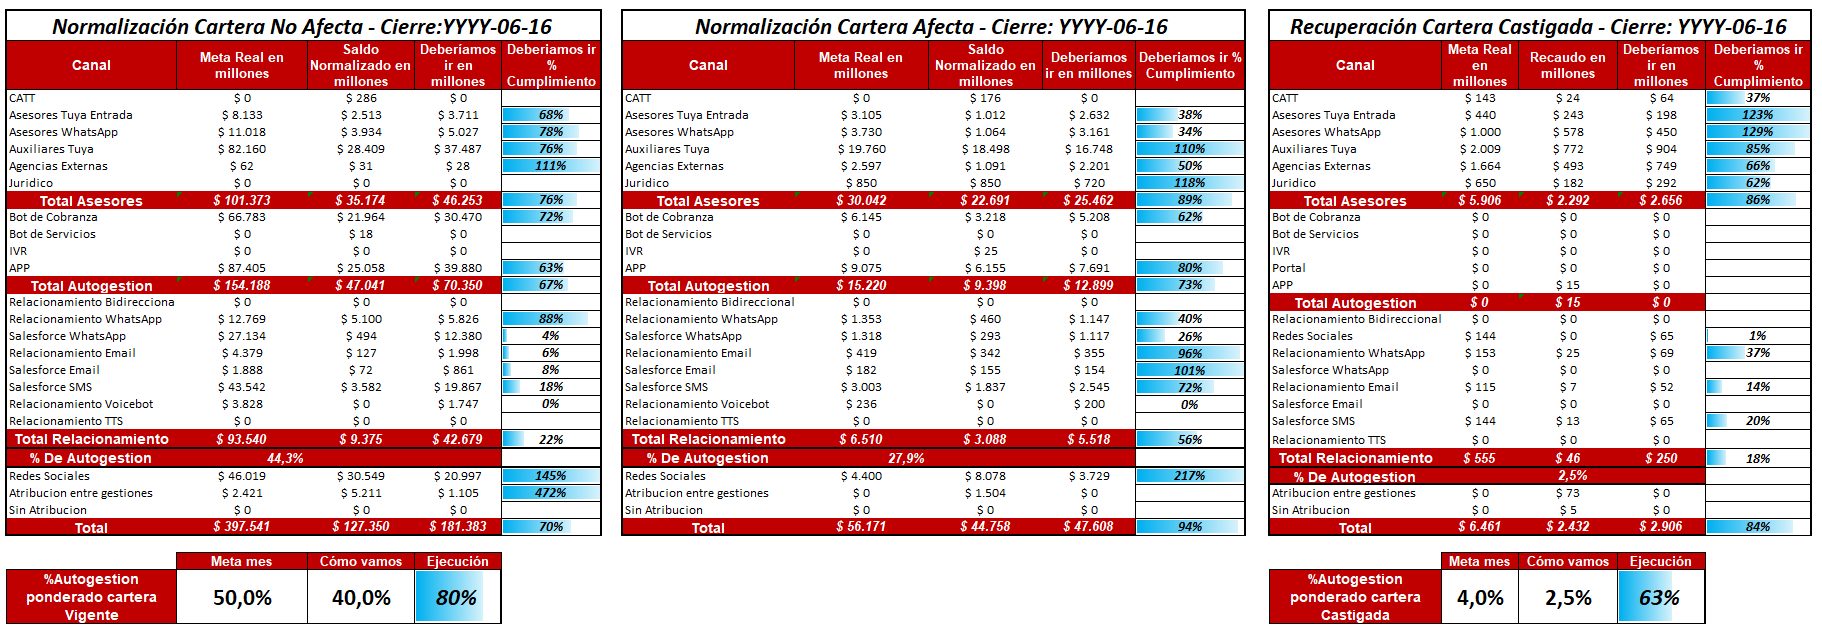 Normalización Cartera No Afecta - Cierre:YYYY-06-16
Canal | Meta Real en millones | Saldo Normalizado en millones | Deberíamos ir en millones | Deberiamos ir % Cumplimiento
CATT $ 0 $ 286 $ 0
Asesores Tuya Entrada $ 8.133 $ 2.513 $ 3.711 68%
Asesores WhatsApp $ 11.018 $ 3.934 $ 5.027 78%
Auxiliares Tuya $ 82.160 $ 28.409 $ 37.487 76%
Agencias Externas $ 62 $ 31 $ 28 111%
Juridico $ 0 $ 0 $ 0
Total Asesores $ 101.373 $ 35.174 $ 46.253 76%
Bot de Cobranza $ 66.783 $ 21.964 $ 30.470 72%
Bot de Servicios $ 0 $ 18 $ 0
IVR $ 0 $ 0 $ 0
APP $ 87.405 $ 25.058 $ 39.880 63%
Total Autogestion $ 154.188 $ 47.041 $ 70.350 67%
Relacionamiento Bidirecciona $ 0 $ 0 $ 0
Relacionamiento WhatsApp $ 12.769 $ 5.100 $ 5.826 88%
Salesforce WhatsApp $ 27.134 $ 494 $ 12.380 4%
Relacionamiento Email $ 4.379 $ 127 $ 1.998 6%
Salesforce Email $ 1.888 $ 72 $ 861 8%
Salesforce SMS $ 43.542 $ 3.582 $ 19.867 18%
Relacionamiento Voicebot $ 3.828 $ 0 $ 1.747 0%
Relacionamiento TTS $ 0 $ 0 $ 0
Total Relacionamiento $ 93.540 $ 9.375 $ 42.679 22%
% De Autogestion 44,3%
Redes Sociales $ 46.019 $ 30.549 $ 20.997 145%
Atribucion entre gestiones $ 2.421 $ 5.211 $ 1.105 472%
Sin Atribucion $ 0 $ 0 $ 0
Total $ 397.541 $ 127.350 $ 181.383 70%
Meta mes Cómo vamos Ejecución
%Autogestion ponderado cartera Vigente 50,0% 40,0% 80%
Normalización Cartera Afecta - Cierre: YYYY-06-16
Canal | Meta Real en millones | Saldo Normalizado en millones | Deberíamos ir en millones | Deberiamos ir % Cumplimiento
CATT $ 0 $ 176 $ 0
Asesores Tuya Entrada $ 3.105 $ 1.012 $ 2.632 38%
Asesores WhatsApp $ 3.730 $ 1.064 $ 3.161 34%
Auxiliares Tuya $ 19.760 $ 18.498 $ 16.748 110%
Agencias Externas $ 2.597 $ 1.091 $ 2.201 50%
Juridico $ 850 $ 850 $ 720 118%
Total Asesores $ 30.042 $ 22.691 $ 25.462 89%
Bot de Cobranza $ 6.145 $ 3.218 $ 5.208 62%
Bot de Servicios $ 0 $ 0 $ 0
IVR $ 0 $ 25 $ 0
APP $ 9.075 $ 6.155 $ 7.691 80%
Total Autogestion $ 15.220 $ 9.398 $ 12.899 73%
Relacionamiento Bidireccional $ 0 $ 0 $ 0
Relacionamiento WhatsApp $ 1.353 $ 460 $ 1.147 40%
Salesforce WhatsApp $ 1.318 $ 293 $ 1.117 26%
Relacionamiento Email $ 419 $ 342 $ 355 96%
Salesforce Email $ 182 $ 155 $ 154 101%
Salesforce SMS $ 3.003 $ 1.837 $ 2.545 72%
Relacionamiento Voicebot $ 236 $ 0 $ 200 0%
Relacionamiento TTS $ 0 $ 0 $ 0
Total Relacionamiento $ 6.510 $ 3.088 $ 5.518 56%
% De Autogestion 27,9%
Redes Sociales $ 4.400 $ 8.078 $ 3.729 217%
Atribucion entre gestiones $ 0 $ 1.504 $ 0
Sin Atribucion $ 0 $ 0 $ 0
Total $ 56.171 $ 44.758 $ 47.608 94%
Recuperación Cartera Castigada - Cierre: YYYY-06-16
Canal | Meta Real en millones | Recaudo en millones | Deberíamos ir en millones | Deberiamos ir % Cumplimiento
CATT $ 143 $ 24 $ 64 37%
Asesores Tuya Entrada $ 440 $ 243 $ 198 123%
Asesores WhatsApp $ 1.000 $ 578 $ 450 129%
Auxiliares Tuya $ 2.009 $ 772 $ 904 85%
Agencias Externas $ 1.664 $ 493 $ 749 66%
Juridico $ 650 $ 182 $ 292 62%
Total Asesores $ 5.906 $ 2.292 $ 2.656 86%
Bot de Cobranza $ 0 $ 0 $ 0
Bot de Servicios $ 0 $ 0 $ 0
IVR $ 0 $ 0 $ 0
Portal $ 0 $ 0 $ 0
APP $ 0 $ 15 $ 0
Total Autogestion $ 0 $ 15 $ 0
Relacionamiento Bidireccional $ 0 $ 0 $ 0
Redes Sociales $ 144 $ 0 $ 65 1%
Relacionamiento WhatsApp $ 153 $ 25 $ 69 37%
Salesforce WhatsApp $ 0 $ 0 $ 0
Relacionamiento Email $ 115 $ 7 $ 52 14%
Salesforce Email $ 0 $ 0 $ 0
Salesforce SMS $ 144 $ 13 $ 65 20%
Relacionamiento TTS $ 0 $ 0 $ 0
Total Relacionamiento $ 555 $ 46 $ 250 18%
% De Autogestion 2,5%
Atribucion entre gestiones $ 0 $ 73 $ 0
Sin Atribucion $ 0 $ 5 $ 0
Total $ 6.461 $ 2.432 $ 2.906 84%
Meta mes Cómo vamos Ejecución
%Autogestion ponderado cartera Castigada 4,0% 2,5% 63%